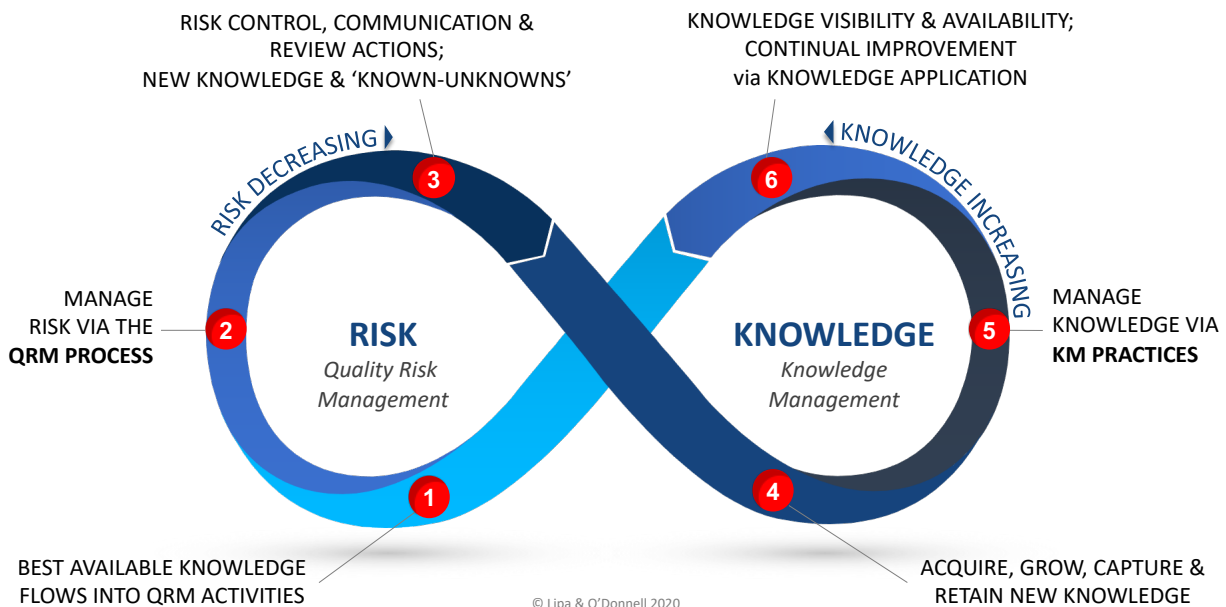 RISK CONTROL, COMMUNICATION &
REVIEW ACTIONS;
NEW KNOWLEDGE & ‘KNOWN-UNKNOWNS’
KNOWLEDGE VISIBILITY & AVAILABILITY;
CONTINUAL IMPROVEMENT
via KNOWLEDGE APPLICATION
RISK DECREASING
3
6
KNOWLEDGE INCREASING
MANAGE
RISK VIA THE
QRM PROCESS
2
RISK
Quality Risk
Management
KNOWLEDGE
Knowledge
Management
5
MANAGE
KNOWLEDGE VIA
KM PRACTICES
1
4
BEST AVAILABLE KNOWLEDGE
FLOWS INTO QRM ACTIVITIES
ACQUIRE, GROW, CAPTURE &
RETAIN NEW KNOWLEDGE
© Lipa & O’Donnell 2020